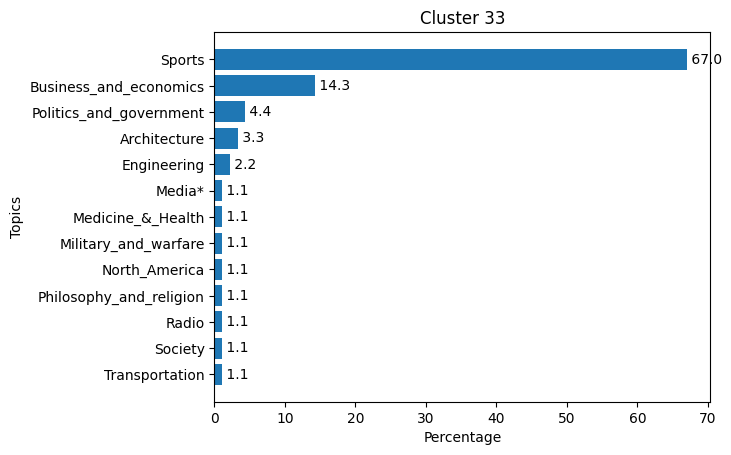 Cluster 33
Topics
Sports 67.0
Business_and_economics 14.3
Politics_and_government 4.4
Architecture 3.3
Engineering 2.2
Media* 1.1
Medicine_&_Health 1.1
Military_and_warfare 1.1
North_America 1.1
Philosophy_and_religion 1.1
Radio 1.1
Society 1.1
Transportation 1.1
0 10 20 30 40 50 60 70
Percentage